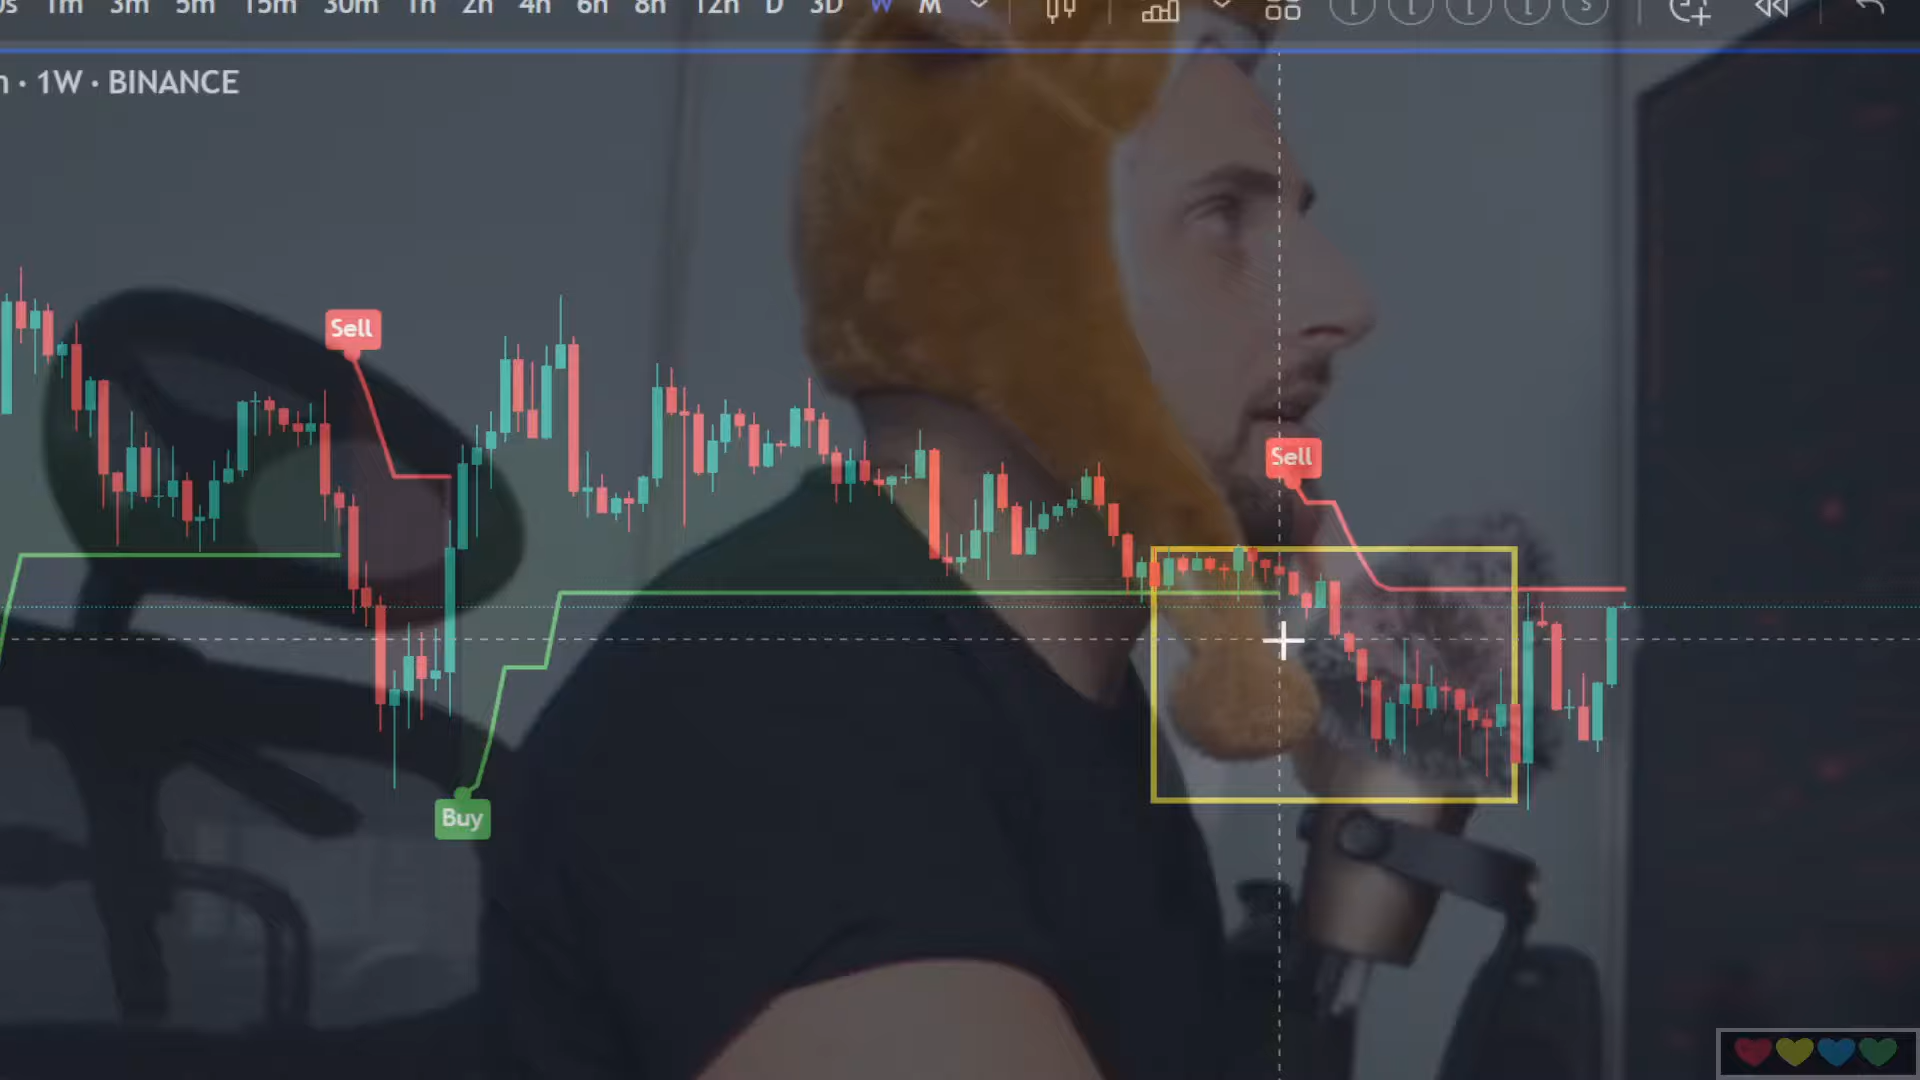 1m 3m 5m 15m 30m 1h 2h 4h 6h 8h 12h D 3D W M L L L L S
· 1W · BINANCE
Sell
Sell
Buy